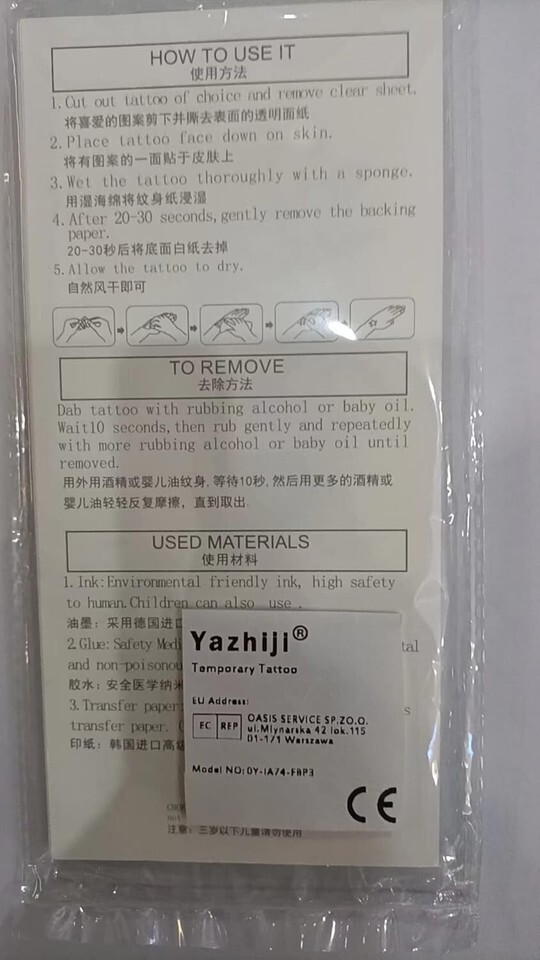 HOW TO USE IT
使用方法
1. Cut out tattoo of choice and remove clear sheet.
将喜爱的图案剪下并撕去表面的透明面纸
2. Place tattoo face down on skin.
将有图案的一面贴于皮肤上
3. Wet the tattoo thoroughly with a sponge.
用湿海绵将纹身纸浸湿
4. After 20-30 seconds, gently remove the backing
paper.
20-30秒后将底面白纸去掉
5. Allow the tattoo to dry.
自然风干即可
TO REMOVE
去除方法
Dab tattoo with rubbing alcohol or baby oil.
Wait10 seconds, then rub gently and repeatedly
with more rubbing alcohol or baby oil until
removed.
用外用酒精或婴儿油纹身, 等待10秒, 然后用更多的酒精或
婴儿油轻轻反复摩擦，直到取出.
USED MATERIALS
使用材料
1. Ink: Environmental friendly ink, high safety
to human. Children can also use .
油墨：采用德国进口
2. Glue: Safety Medi
and non-poisonou
胶水：安全医学纳米
3. Transfer paper:
transfer paper.
印纸：韩国进口高级
注意：三岁以下儿童请勿使用
Yazhiji®
Temporary Tattoo
EU Address:
EC REP
OASIS SERVICE SP.ZO.O.
ul.Mlynarska 42 lok.115
01-171 Warszawa
Model NO:
CE